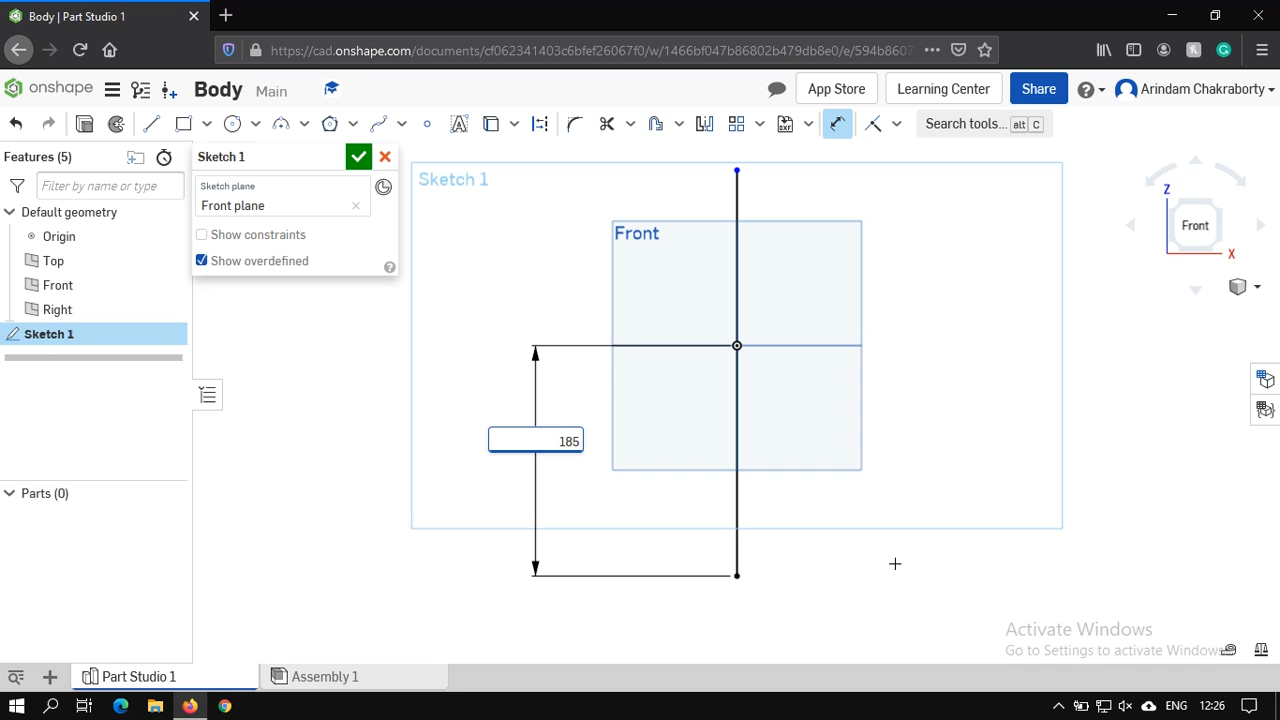 Body | Part Studio 1
https://cad.onshape.com/documents/cf062341403c6bfef26067f0/w/1466bf047b86802b479db8e0/e/594b8607
onshape
Body
Main
App Store
Learning Center
Share
Arindam Chakraborty
Search tools... alt C
Features (5)
Filter by name or type
Default geometry
Origin
Top
Front
Right
Sketch 1
Parts (0)
Sketch 1
Sketch plane
Front plane
Show constraints
Show overdefined
Sketch 1
Front
185
Z
Front
X
Activate Windows
Go to Settings to activate Windows
Part Studio 1
Assembly 1
ENG
12:26